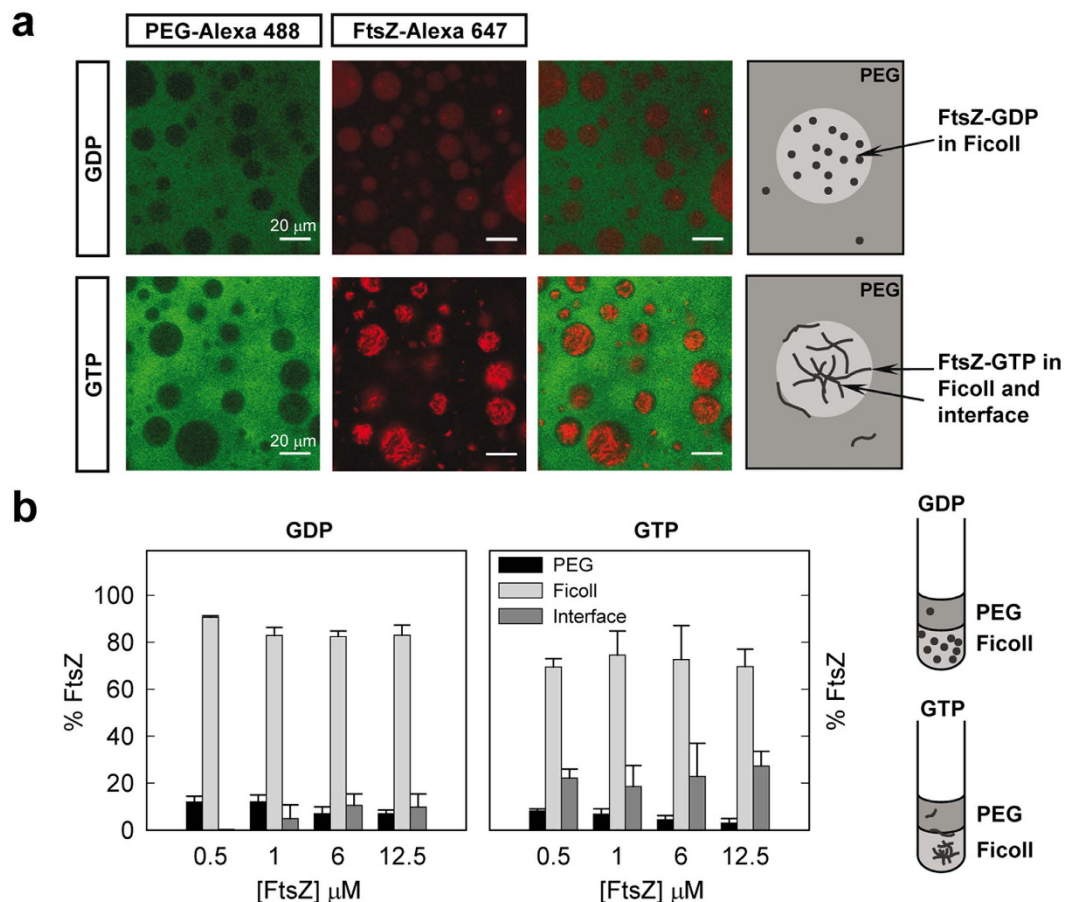 a
PEG-Alexa 488
FtsZ-Alexa 647
GDP
20 μm
PEG
FtsZ-GDP
in Ficoll
GTP
20 μm
PEG
FtsZ-GTP in
Ficoll and
interface
b
GDP
% FtsZ
100
80
60
40
20
0
0.5
1
6
12.5
[FtsZ] μM
GTP
PEG
Ficoll
Interface
% FtsZ
0.5
1
6
12.5
[FtsZ] μM
GDP
PEG
Ficoll
GTP
PEG
Ficoll